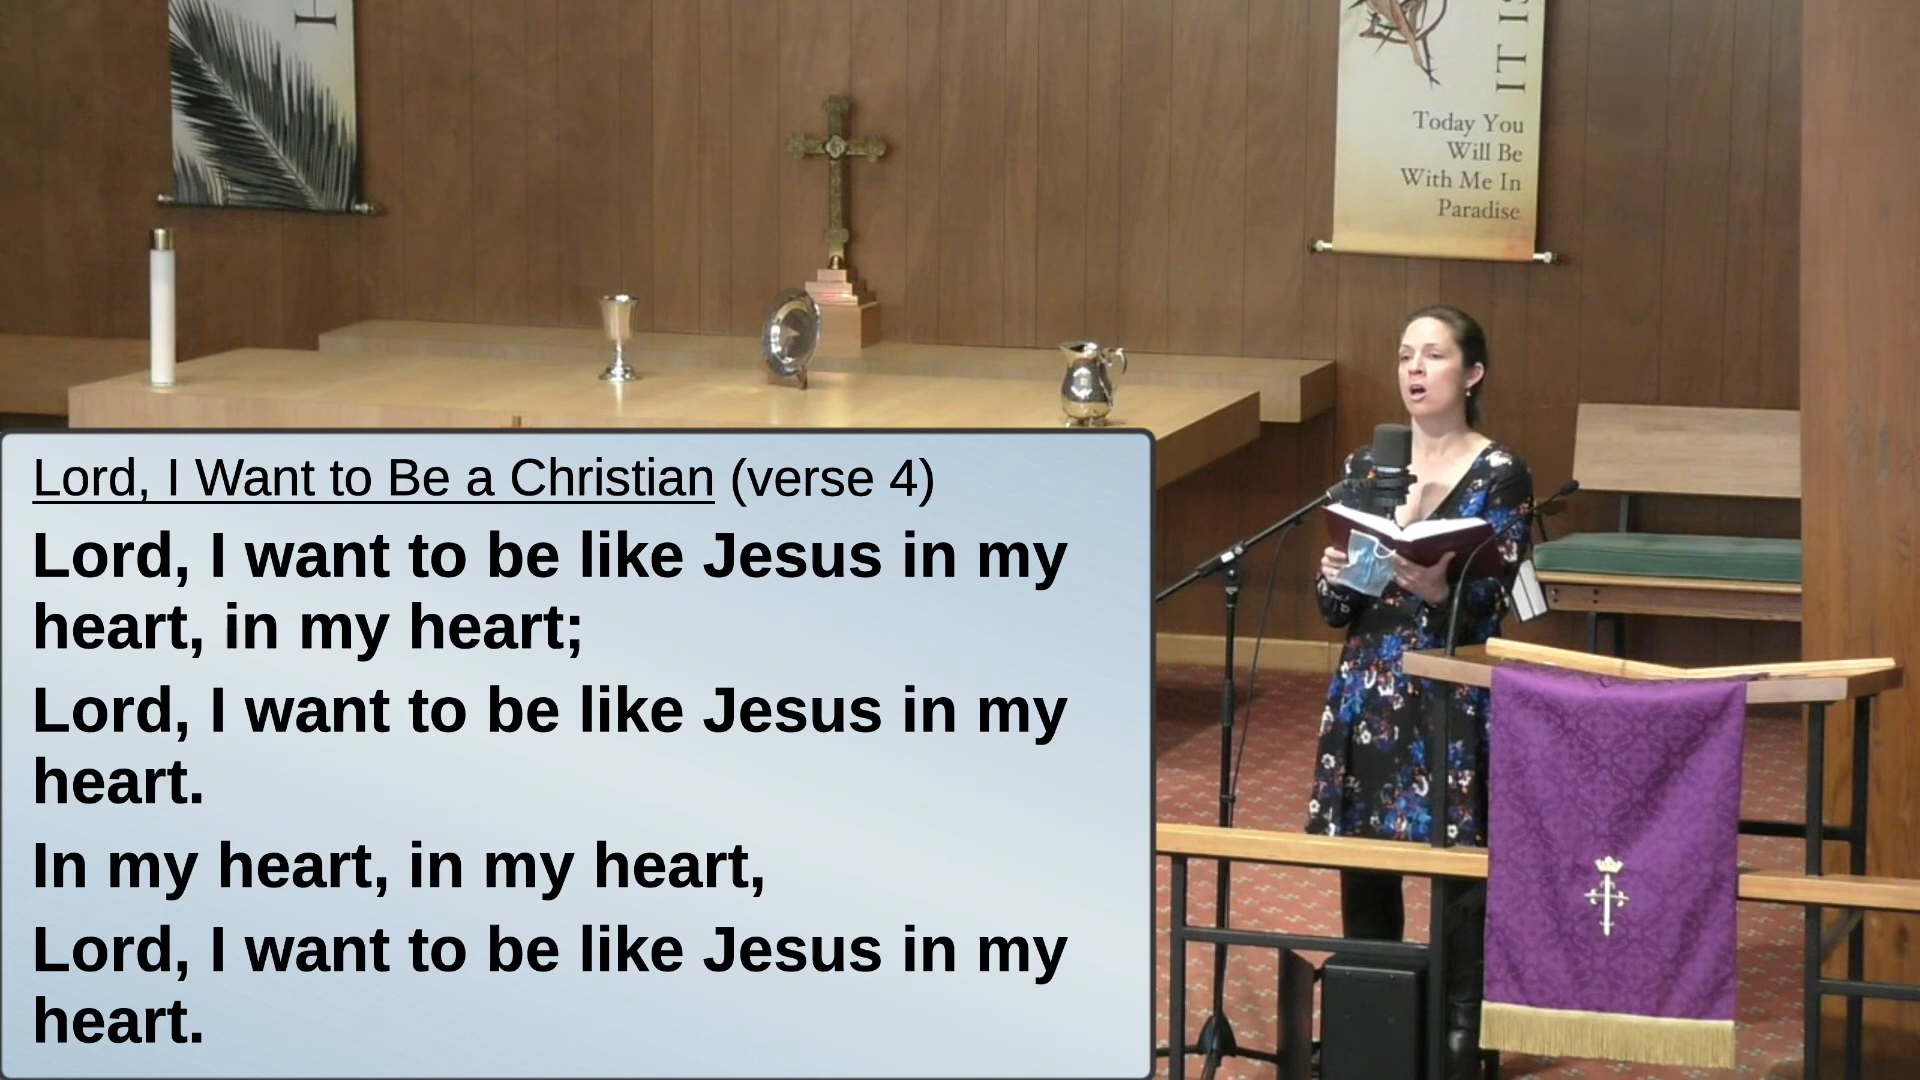 SI LI
Today You
Will Be
With Me In
Paradise
Lord, I Want to Be a Christian (verse 4)
Lord, I want to be like Jesus in my
heart, in my heart;
Lord, I want to be like Jesus in my
heart.
In my heart, in my heart,
Lord, I want to be like Jesus in my
heart.